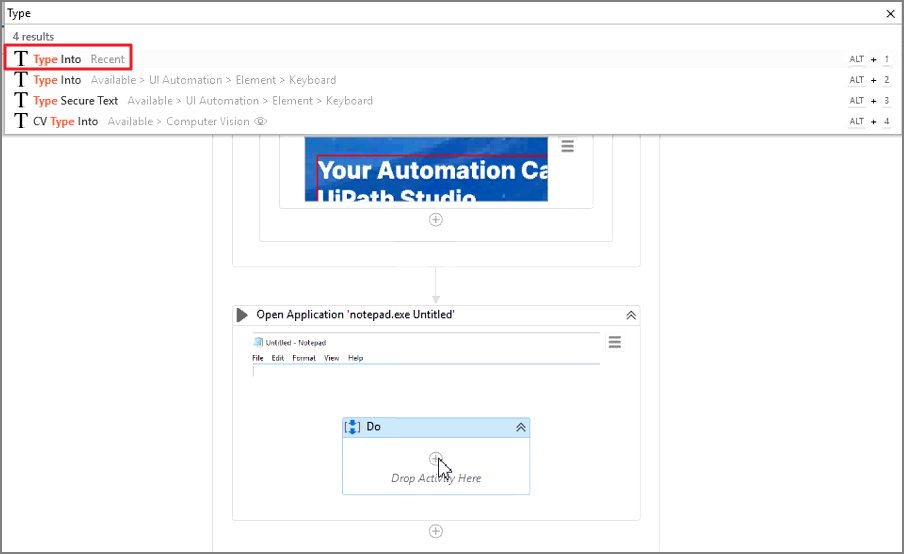 Type
4 results
Type Into Recent ALT + 1
Type Into Available > UI Automation > Element > Keyboard ALT + 2
Type Secure Text Available > UI Automation > Element > Keyboard ALT + 3
CV Type Into Available > Computer Vision ALT + 4
Your Automation Ca
UiPath Studio
Open Application 'notepad.exe Untitled'
Untitled - Notepad
File Edit Format View Help
Do
Drop Activity Here